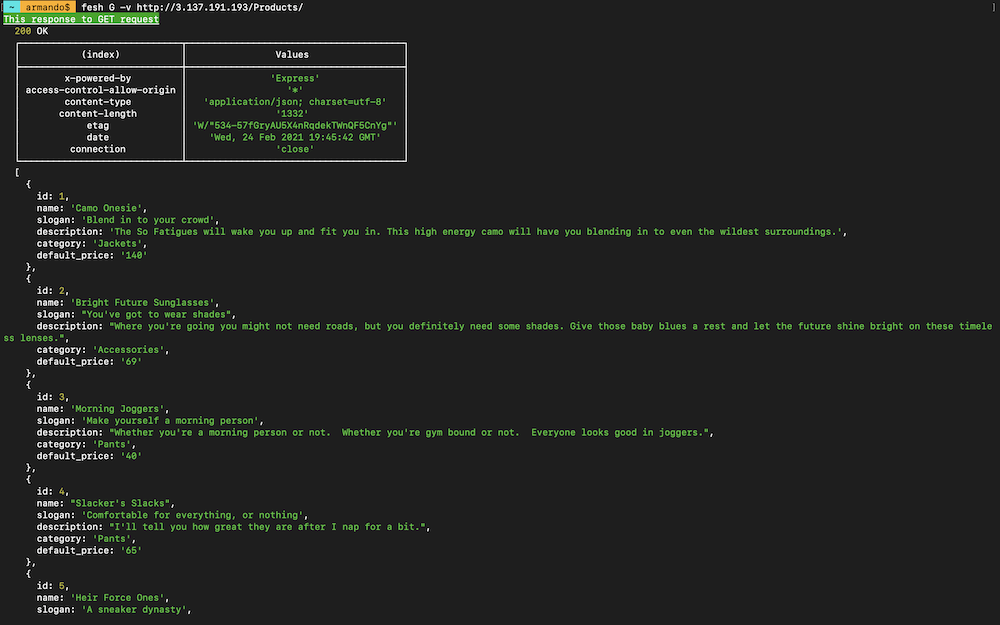 ~ armando$ fesh G -v http://3.137.191.193/Products/
This response to GET request
200 OK
(index) Values
x-powered-by 'Express'
access-control-allow-origin '*'
content-type 'application/json; charset=utf-8'
content-length '1332'
etag 'W/"534-57fGryAU5X4nRqdekTWnQF5CnYg"'
date 'Wed, 24 Feb 2021 19:45:42 GMT'
connection 'close'
[
{
id: 1,
name: 'Camo Onesie',
slogan: 'Blend in to your crowd',
description: 'The So Fatigues will wake you up and fit you in. This high energy camo will have you blending in to even the wildest surroundings.',
category: 'Jackets',
default_price: '140'
},
{
id: 2,
name: 'Bright Future Sunglasses',
slogan: "You've got to wear shades",
description: "Where you're going you might not need roads, but you definitely need some shades. Give those baby blues a rest and let the future shine bright on these timele
ss lenses.",
category: 'Accessories',
default_price: '69'
},
{
id: 3,
name: 'Morning Joggers',
slogan: 'Make yourself a morning person',
description: "Whether you're a morning person or not.  Whether you're gym bound or not.  Everyone looks good in joggers.",
category: 'Pants',
default_price: '40'
},
{
id: 4,
name: "Slacker's Slacks",
slogan: 'Comfortable for everything, or nothing',
description: "I'll tell you how great they are after I nap for a bit.",
category: 'Pants',
default_price: '65'
},
{
id: 5,
name: 'Heir Force Ones',
slogan: 'A sneaker dynasty',